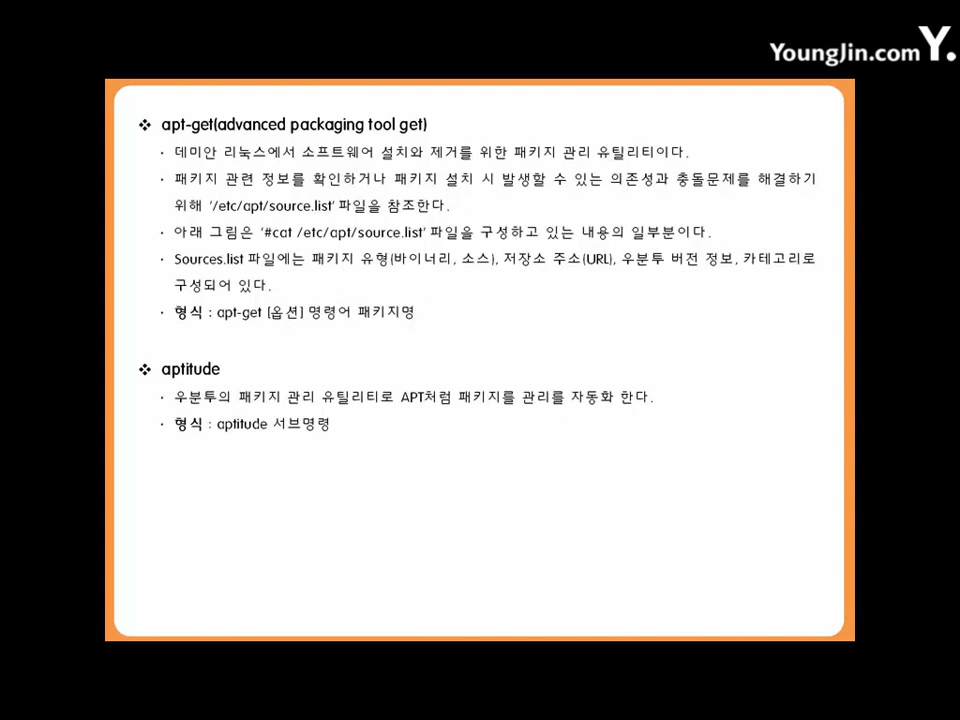 YoungJin.com Y.
❖ apt-get(advanced packaging tool get)
· 데미안 리눅스에서 소프트웨어 설치와 제거를 위한 패키지 관리 유틸리티이다.
· 패키지 관련 정보를 확인하거나 패키지 설치 시 발생할 수 있는 의존성과 충돌문제를 해결하기
위해 '/etc/apt/source.list' 파일을 참조한다.
· 아래 그림은 '#cat /etc/apt/source.list' 파일을 구성하고 있는 내용의 일부분이다.
· Sources.list 파일에는 패키지 유형(바이너리, 소스), 저장소 주소(URL), 우분투 버전 정보, 카테고리로
구성되어 있다.
· 형식 : apt-get [옵션] 명령어 패키지명
❖ aptitude
· 우분투의 패키지 관리 유틸리티로 APT처럼 패키지를 관리를 자동화 한다.
· 형식 : aptitude 서브명령